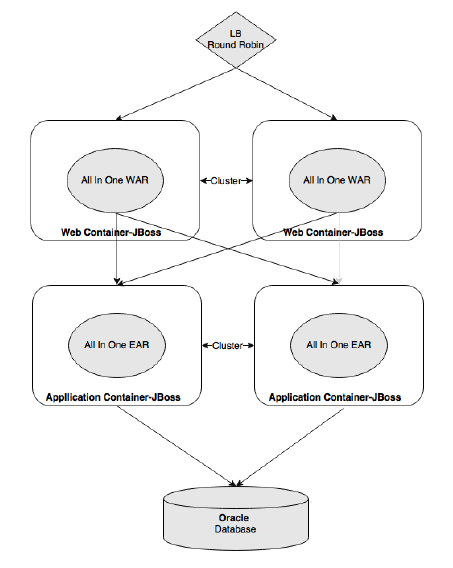 LB
Round Robin
All In One WAR
Cluster
All In One WAR
Web Container-JBoss
Web Container-JBoss
All In One EAR
Cluster
All In One EAR
Appllication Container-JBoss
Application Container-JBoss
Oracle
Database